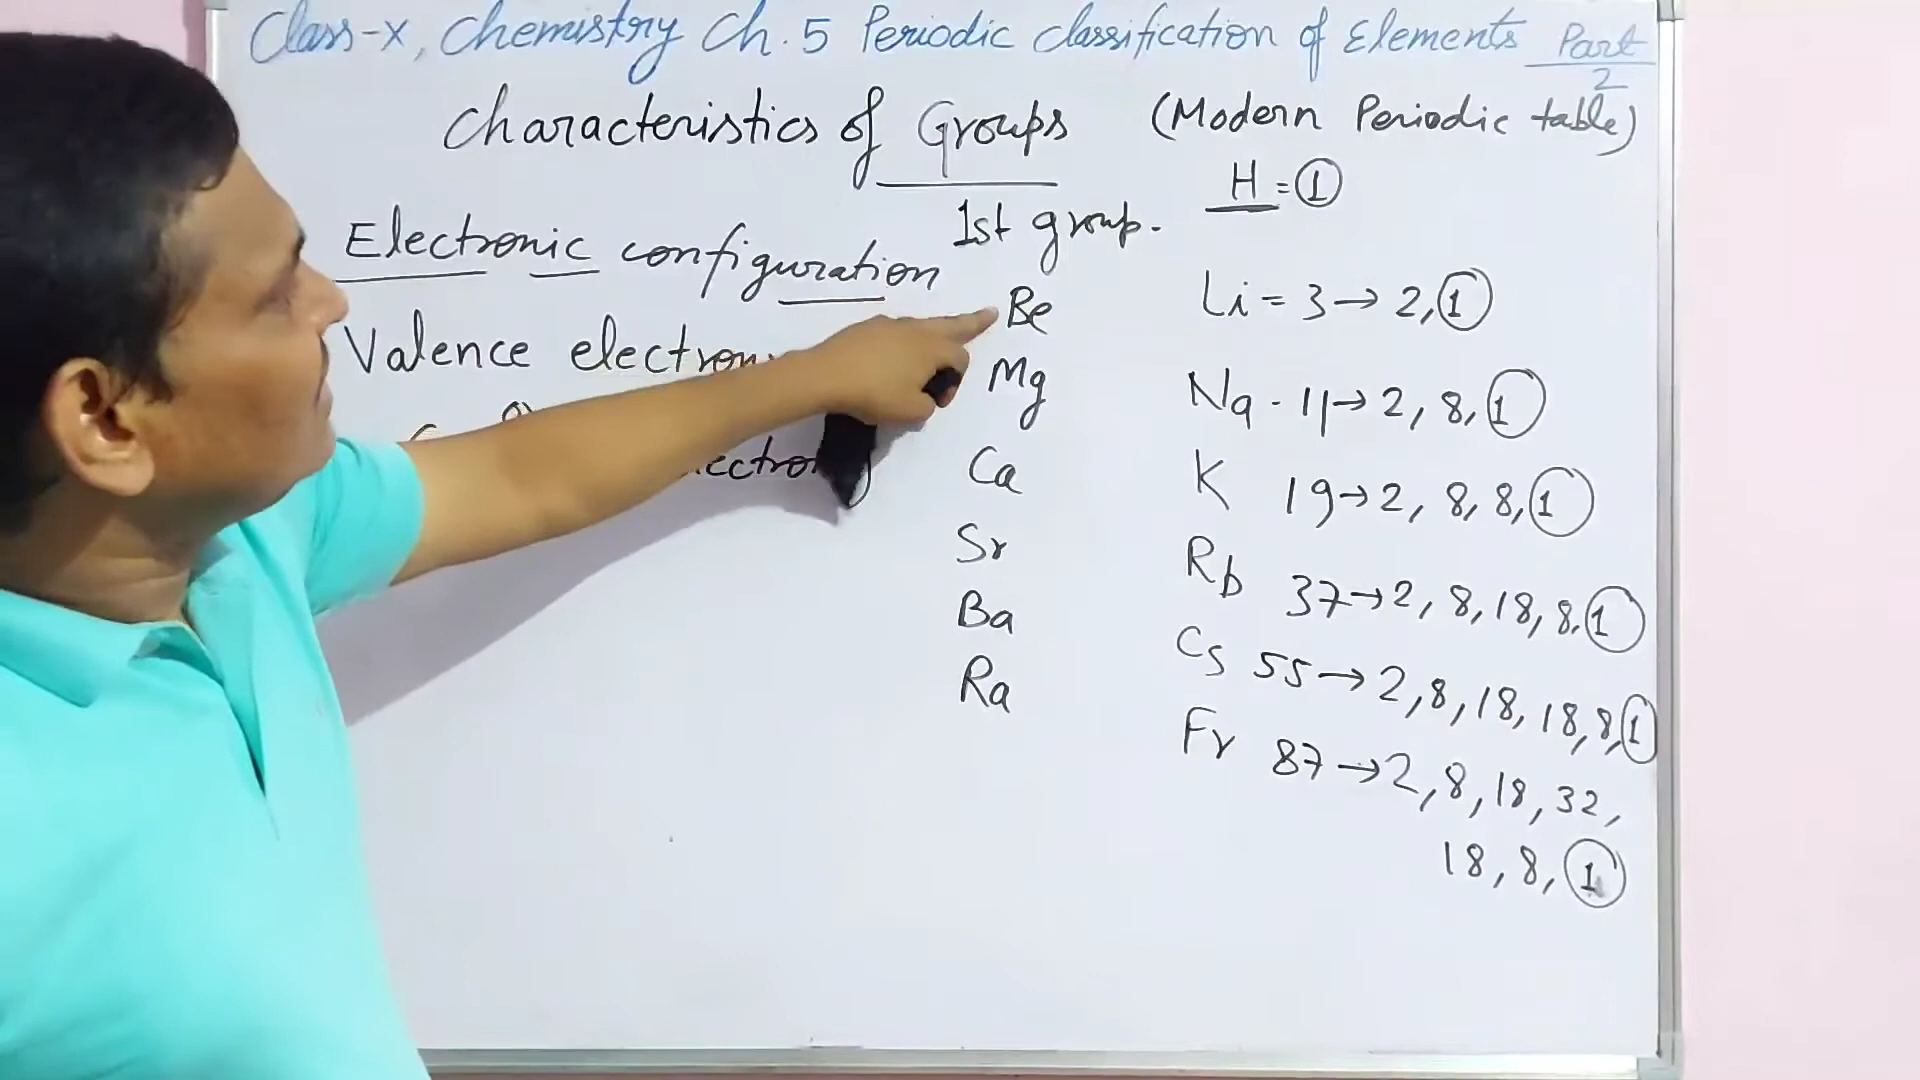 Class-X, Chemistry Ch. 5 Periodic classification of Elements Part 2
Characteristics of Groups (Modern Periodic table)
H = 1
1st group.
Electronic configuration
Valence electron
Be
Mg
Ca
Sr
Ba
Ra
Li = 3 → 2, 1
Na - 11 → 2, 8, 1
K 19 → 2, 8, 8, 1
Rb 37 → 2, 8, 18, 8, 1
Cs 55 → 2, 8, 18, 18, 8, 1
Fr 87 → 2, 8, 18, 32,
18, 8, 1